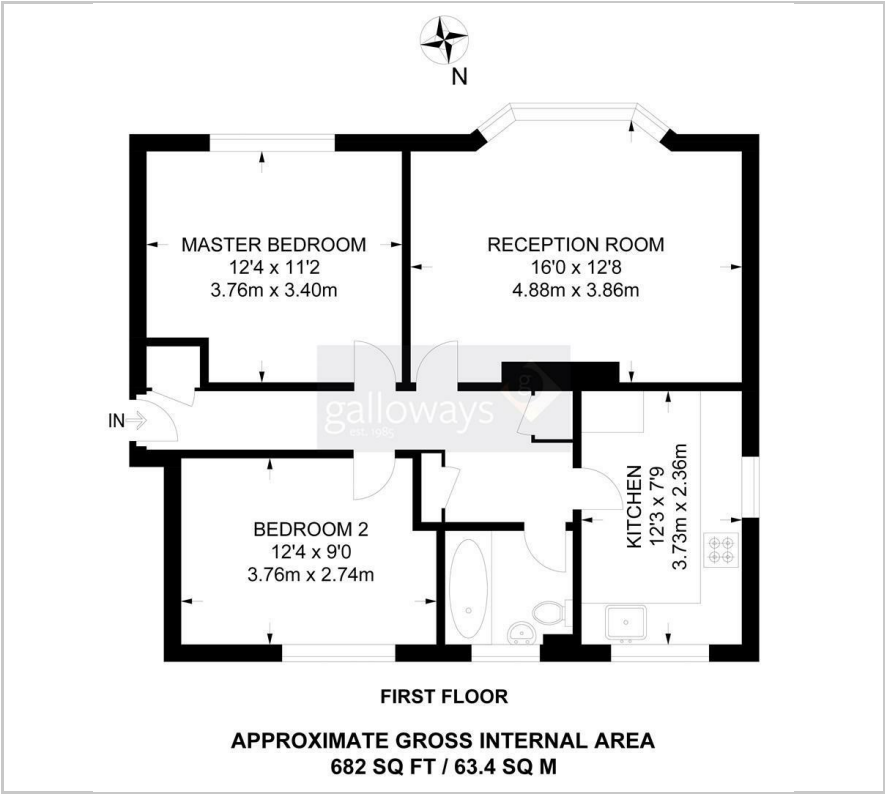 N
MASTER BEDROOM
12'4 x 11'2
3.76m x 3.40m
RECEPTION ROOM
16'0 x 12'8
4.88m x 3.86m
IN
galloways
est. 1985
BEDROOM 2
12'4 x 9'0
3.76m x 2.74m
KITCHEN
12'3 x 7'9
3.73m x 2.36m
FIRST FLOOR
APPROXIMATE GROSS INTERNAL AREA
682 SQ FT / 63.4 SQ M